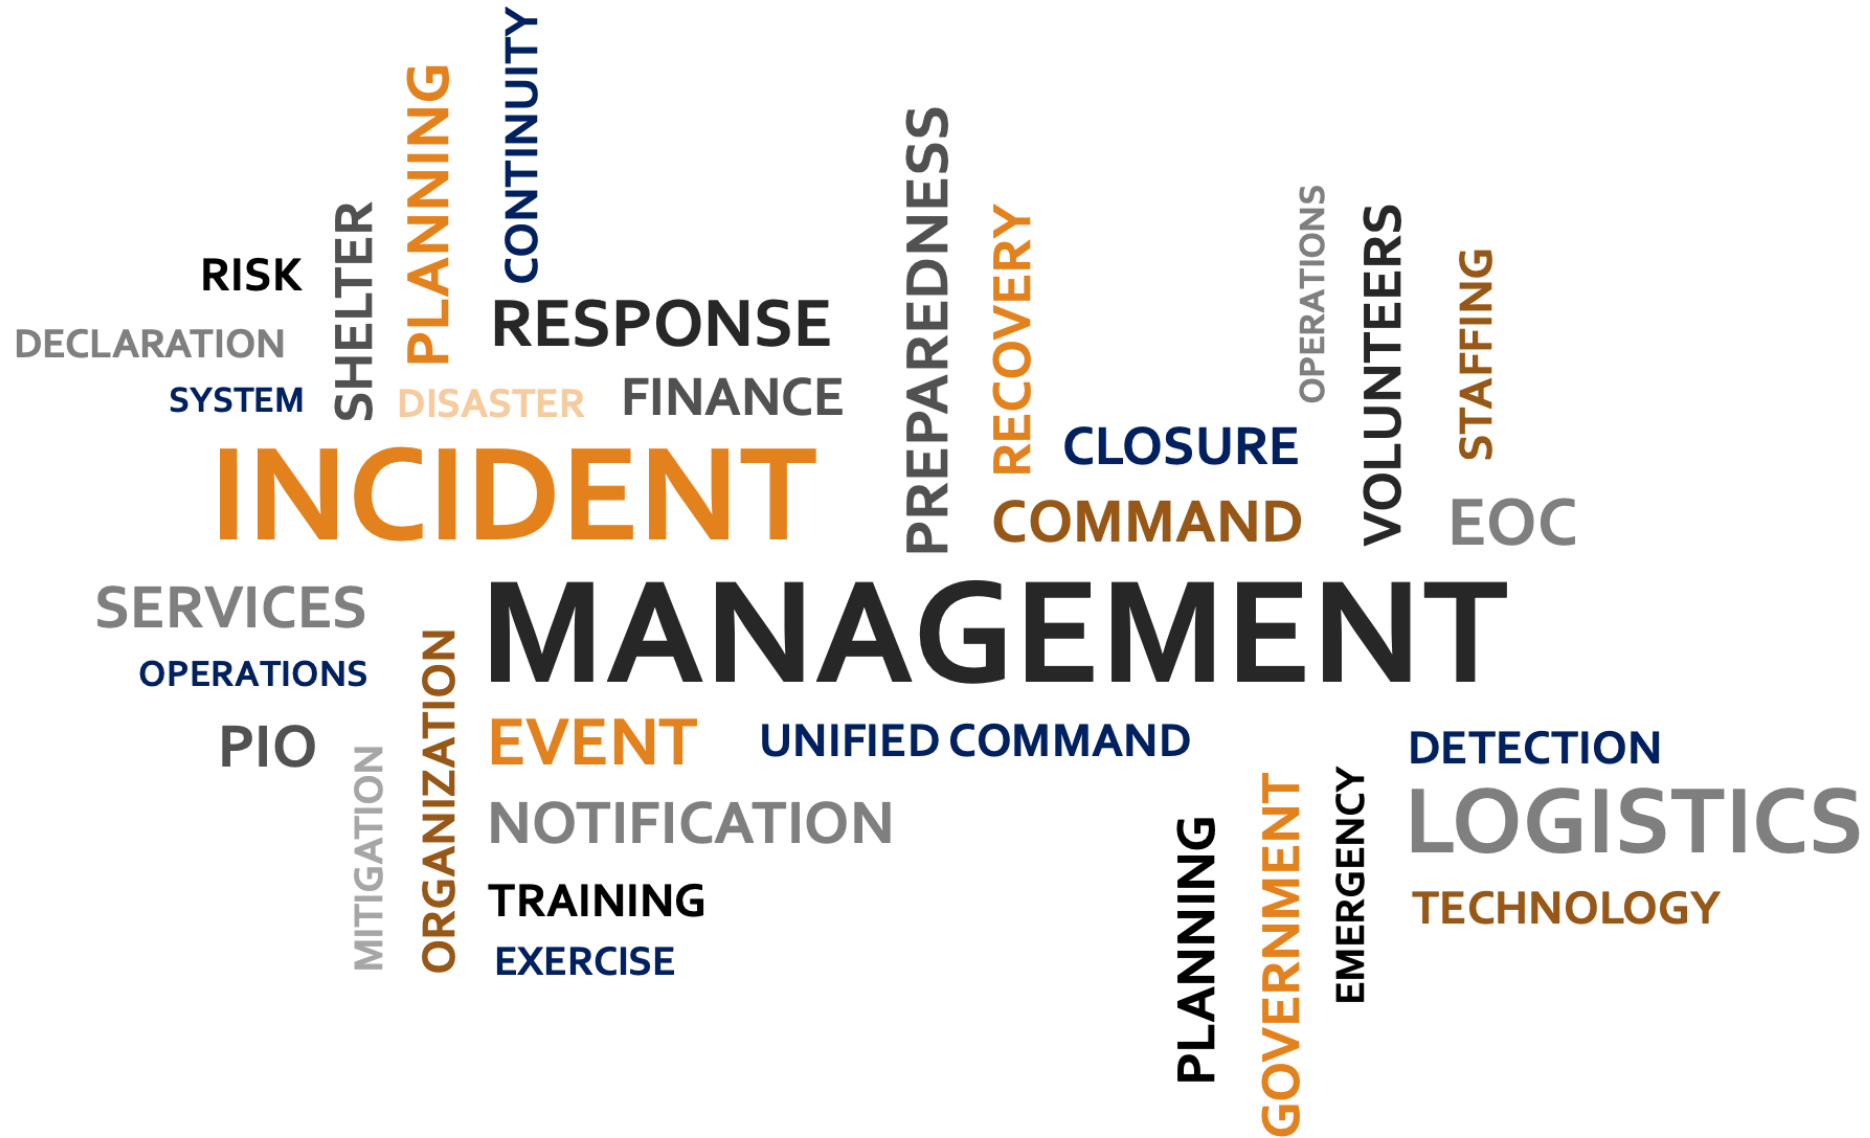 CONTINUITY
PLANNING
PREPAREDNESS
OPERATIONS
SHELTER
RECOVERY
VOLUNTEERS
STAFFING
RISK
RESPONSE
DECLARATION
SYSTEM
DISASTER
FINANCE
CLOSURE
INCIDENT
COMMAND
EOC
SERVICES
MANAGEMENT
OPERATIONS
ORGANIZATION
PIO
EVENT
UNIFIED COMMAND
DETECTION
MITIGATION
NOTIFICATION
PLANNING
GOVERNMENT
EMERGENCY
LOGISTICS
TRAINING
TECHNOLOGY
EXERCISE